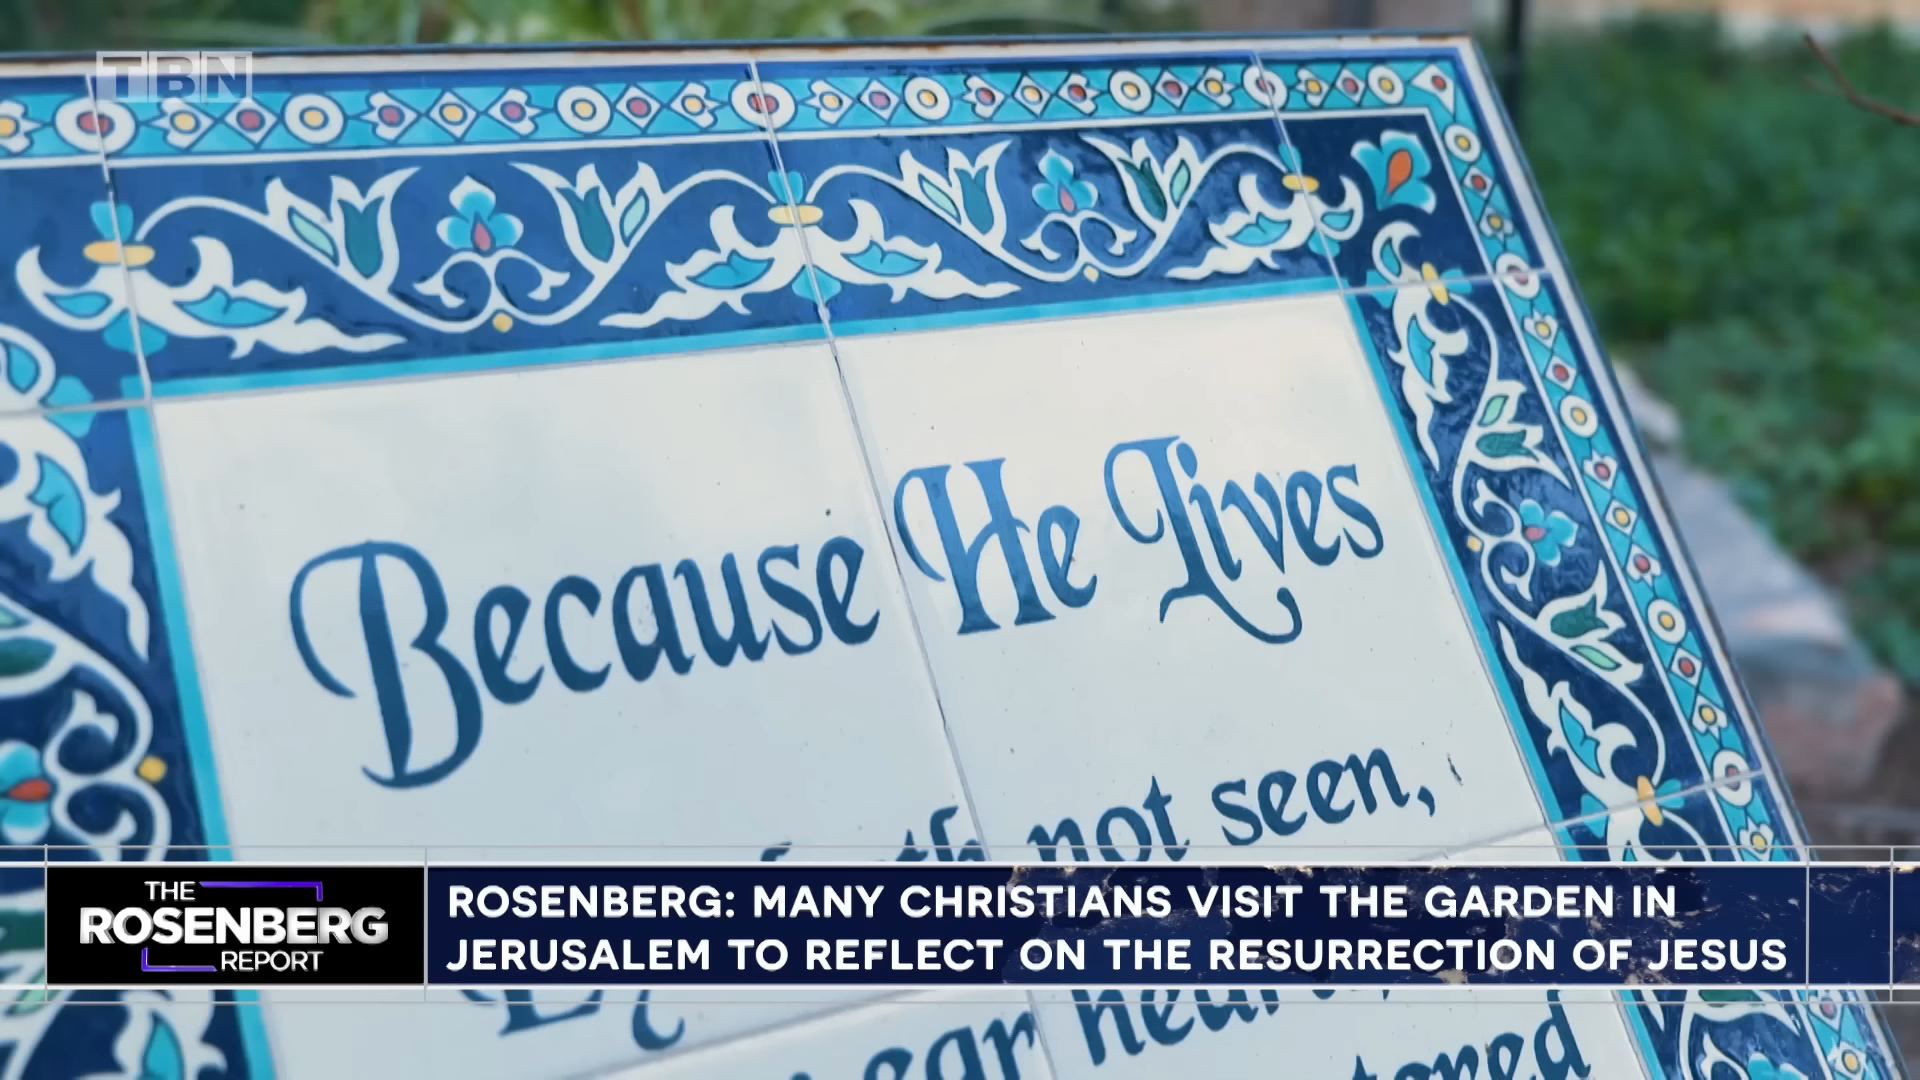 TBN
Because He Lives
not seen,
THE
ROSENBERG
REPORT
ROSENBERG: MANY CHRISTIANS VISIT THE GARDEN IN
JERUSALEM TO REFLECT ON THE RESURRECTION OF JESUS